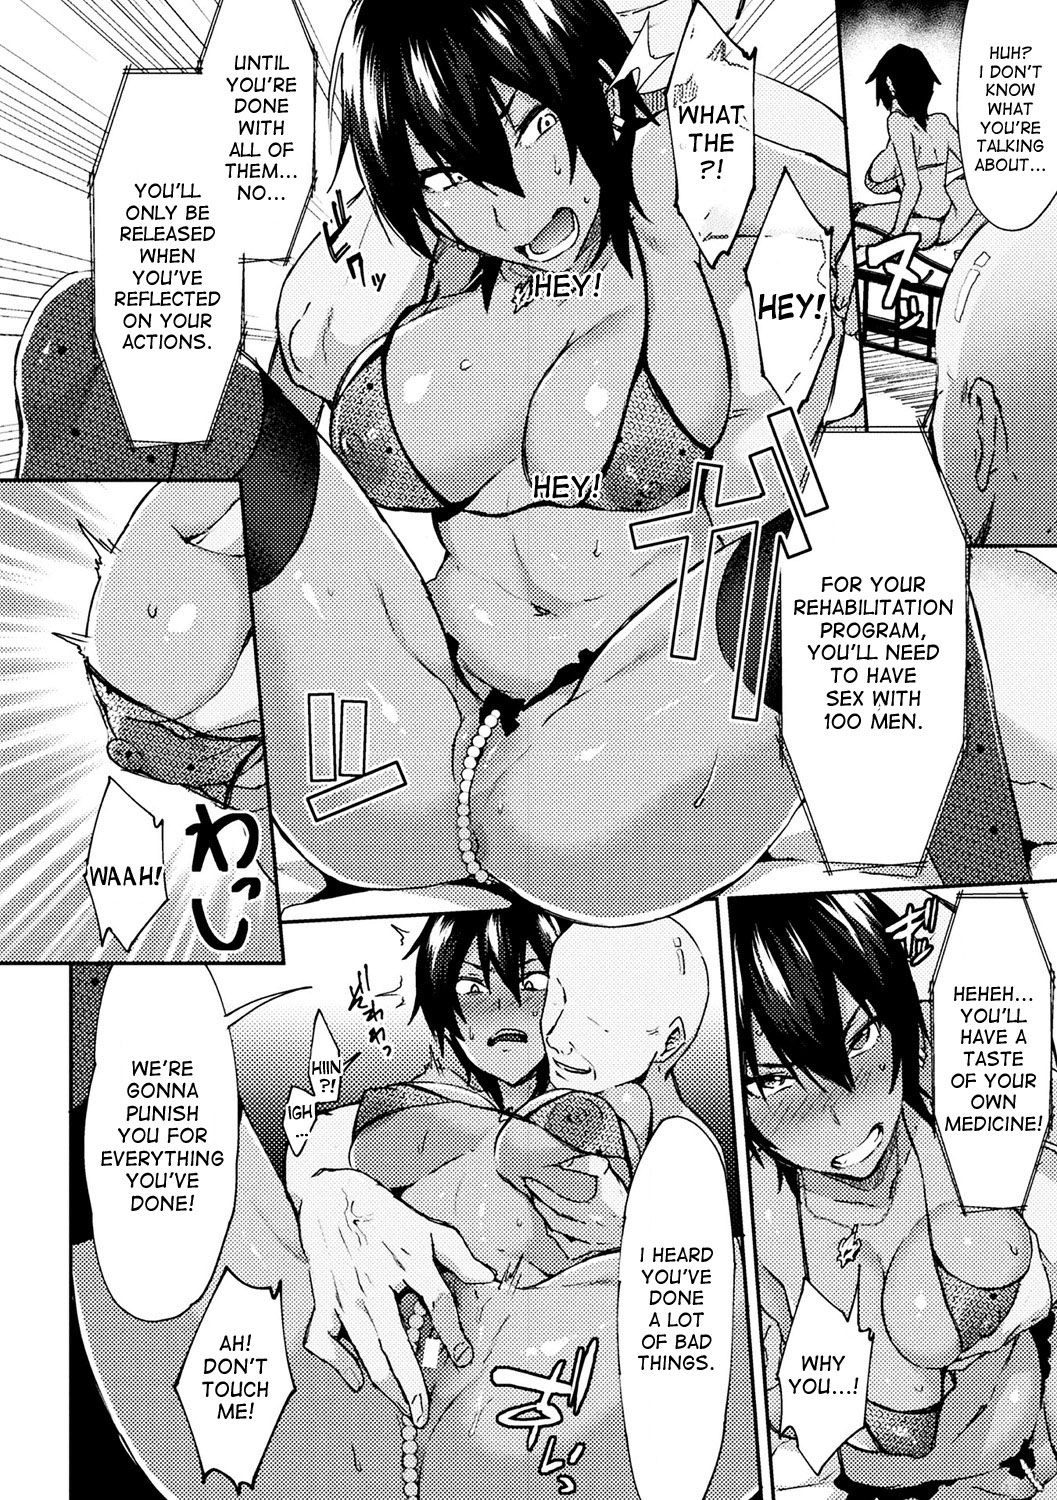 HUH?
I DON'T
KNOW
WHAT
YOU'RE
TALKING
ABOUT...
WHAT
THE
?!
HEY!
UNTIL
YOU'RE
DONE
WITH
ALL OF
THEM...
NO...
YOU'LL
ONLY BE
RELEASED
WHEN
YOU'VE
REFLECTED
ON YOUR
ACTIONS.
HEY!
HEY!
FOR YOUR
REHABILITATION
PROGRAM,
YOU'LL NEED
TO HAVE
SEX WITH
100 MEN.
WAAH!
わっし
HEHEH...
YOU'LL
HAVE A
TASTE
OF YOUR
OWN
MEDICINE!
WHY
YOU...!
HIIN
?!
IGH
...
I HEARD
YOU'VE
DONE
A LOT
OF BAD
THINGS.
WE'RE
GONNA
PUNISH
YOU FOR
EVERYTHING
YOU'VE
DONE!
AH!
DON'T
TOUCH
ME!